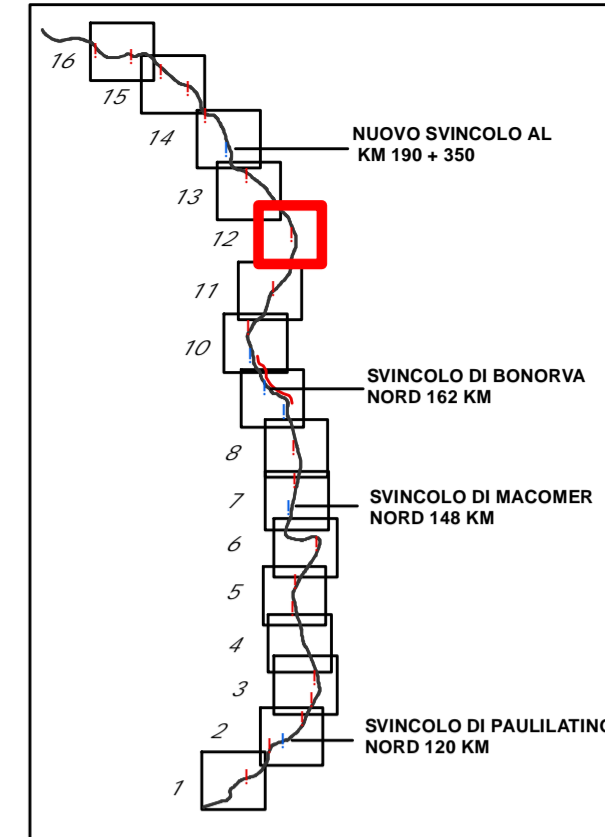 16
15
14
NUOVO SVINCOLO AL
KM 190 + 350
13
12
11
10
SVINCOLO DI BONORVA
NORD 162 KM
8
7
SVINCOLO DI MACOMER
NORD 148 KM
6
5
4
3
2
SVINCOLO DI PAULILATINO
NORD 120 KM
1